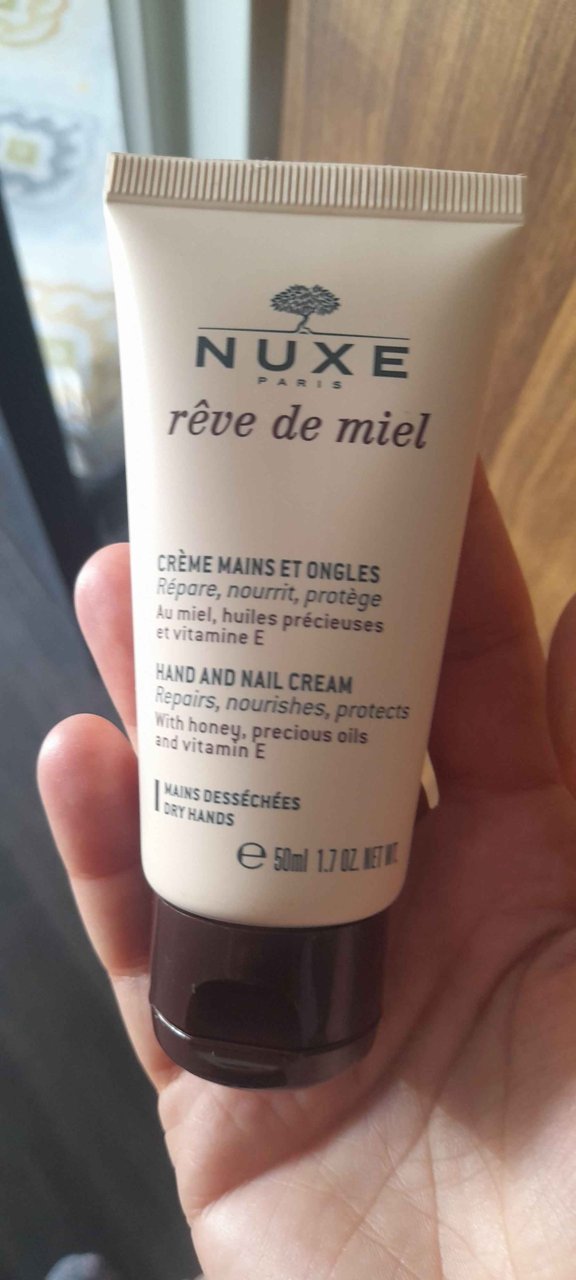 NUXE
PARIS
rêve de miel
CRÈME MAINS ET ONGLES
Répare, nourrit, protège
Au miel, huiles précieuses
et vitamine E
HAND AND NAIL CREAM
Repairs, nourishes, protects
With honey, precious oils
and vitamin E
MAINS DESSÉCHÉES
DRY HANDS
℮ 50ml 1.7 OZ. NET WT.